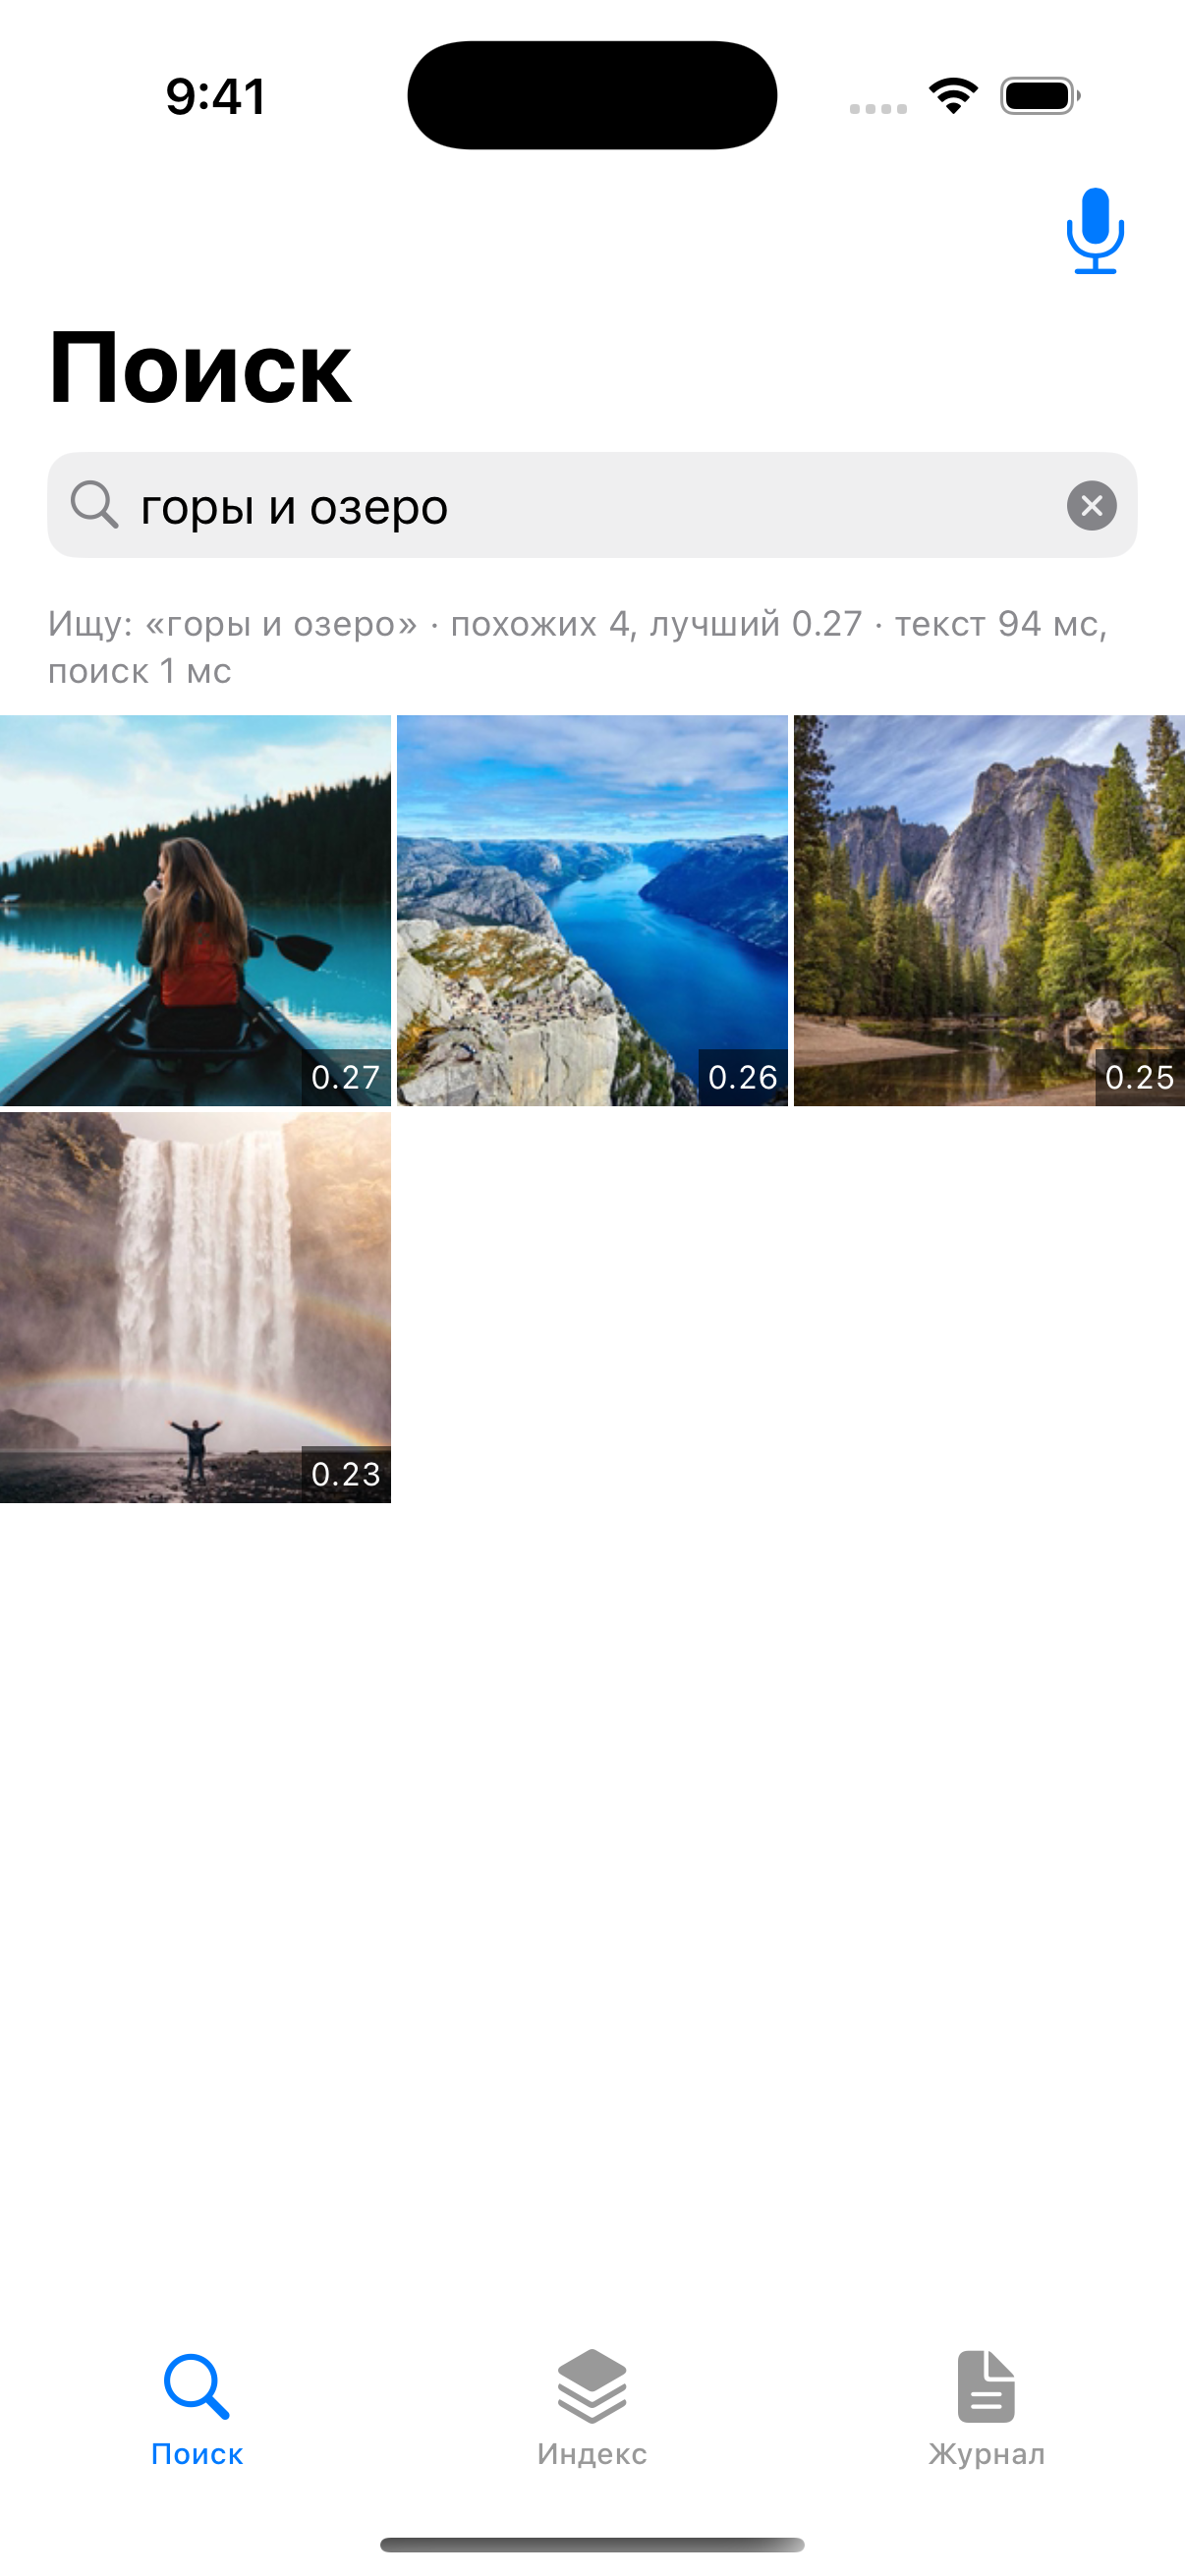 9:41
Поиск
горы и озеро
Ищу: «горы и озеро» · похожих 4, лучший 0.27 · текст 94 мс,
поиск 1 мс
0.27
0.26
0.25
0.23
Поиск
Индекс
Журнал